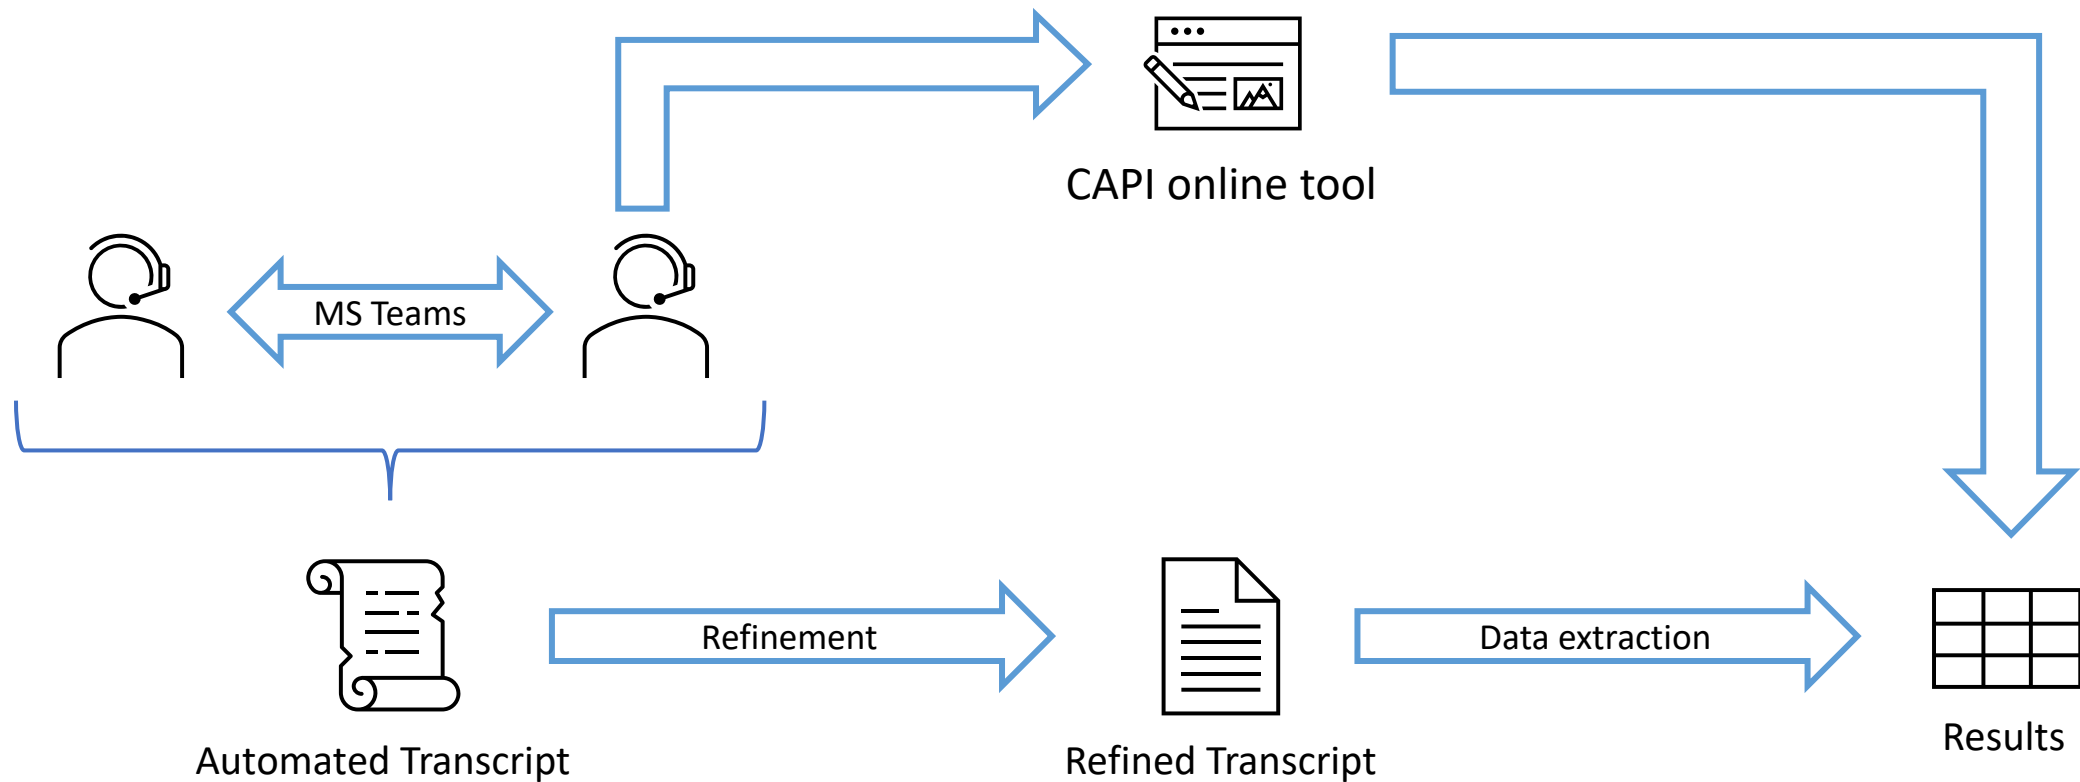 CAPI online tool
MS Teams
Refinement
Data extraction
Automated Transcript
Refined Transcript
Results